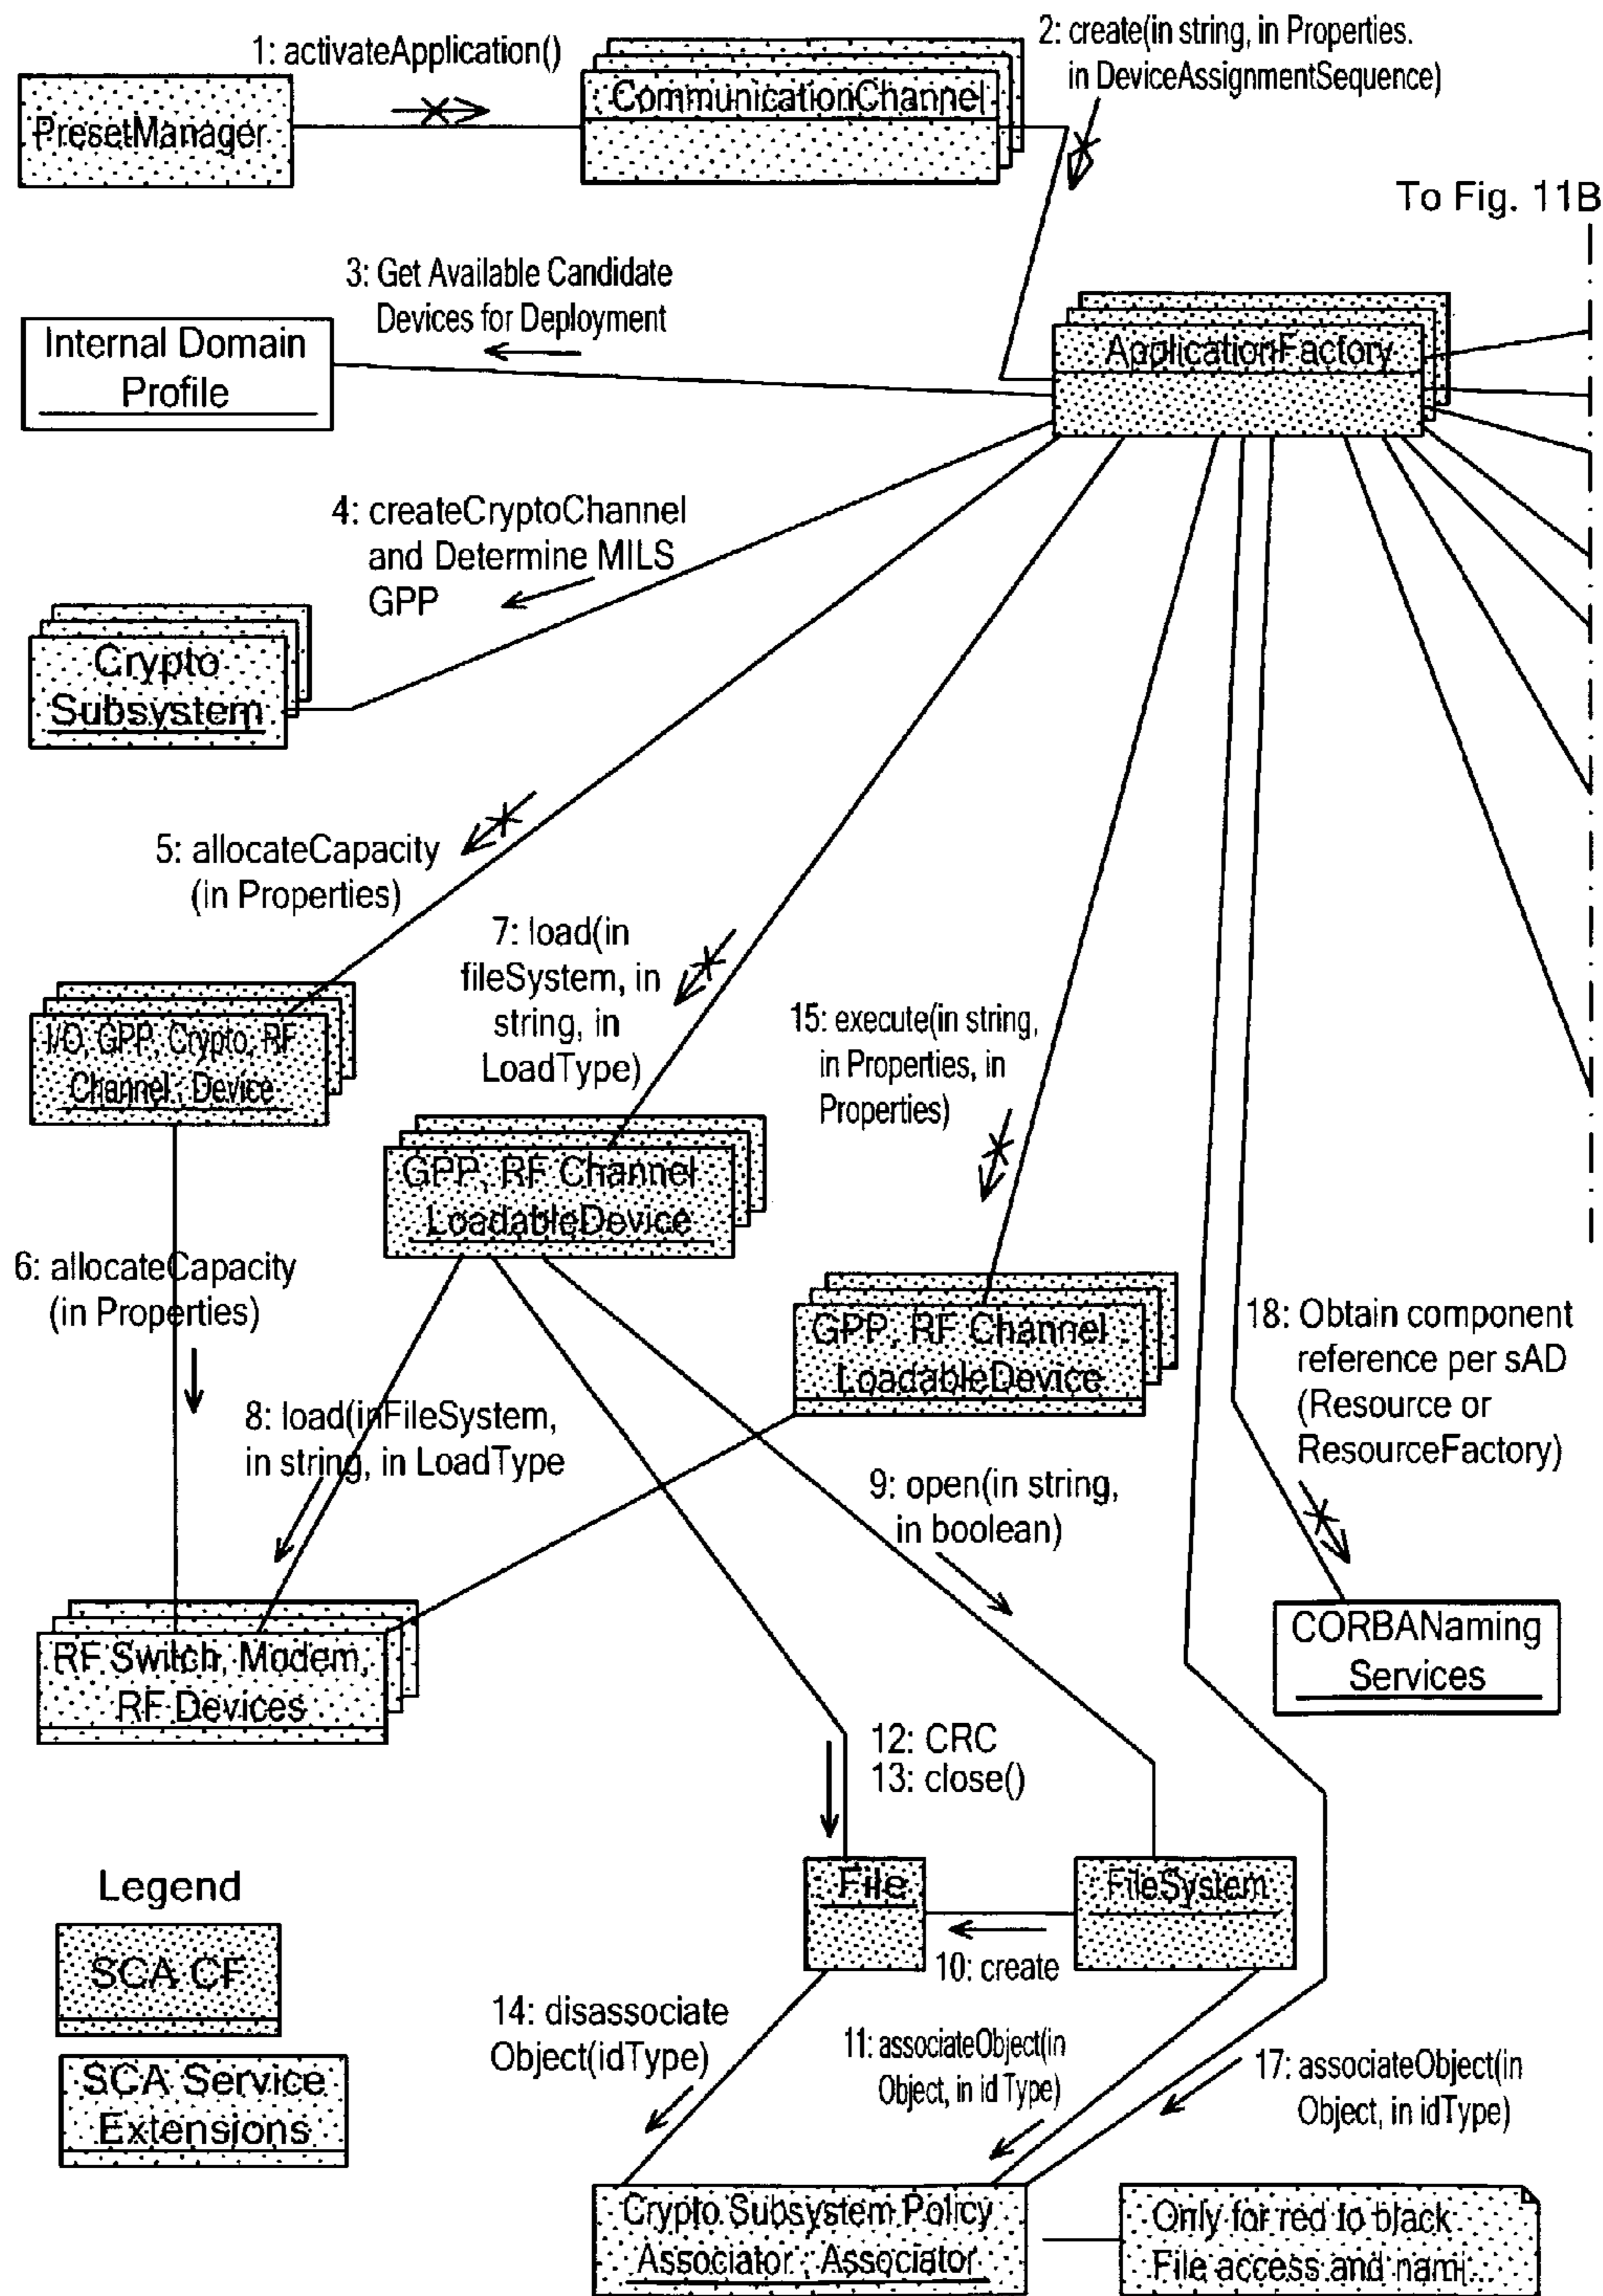 1: activateApplication()
2: create(in string, in Properties.
in DeviceAssignmentSequence)
PresetManager
CommunicationChannel
To Fig. 11B
3: Get Available Candidate
Devices for Deployment
Internal Domain
Profile
ApplicationFactory
4: createCryptoChannel
and Determine MILS
GPP
Crypto
Subsystem
5: allocateCapacity
(in Properties)
7: load(in
fileSystem, in
string, in
LoadType)
15: execute(in string,
in Properties, in
Properties)
I/O, GPP, Crypto, RF
Channel : Device
GPP, RF Channel
LoadableDevice
6: allocateCapacity
(in Properties)
GPP, RF Channel
LoadableDevice
18: Obtain component
reference per sAD
(Resource or
ResourceFactory)
8: load(inFileSystem,
in string, in LoadType
9: open(in string,
in boolean)
CORBANaming
Services
RF Switch, Modem,
RF Devices
12: CRC
13: close()
Legend
SCA CF
SCA Service
Extensions
File
FileSystem
10: create
14: disassociate
Object(idType)
11: associateObject(in
Object, in id Type)
17: associateObject(in
Object, in idType)
Crypto Subsystem Policy
Associator : Associator
Only for red to black
File access and nami...